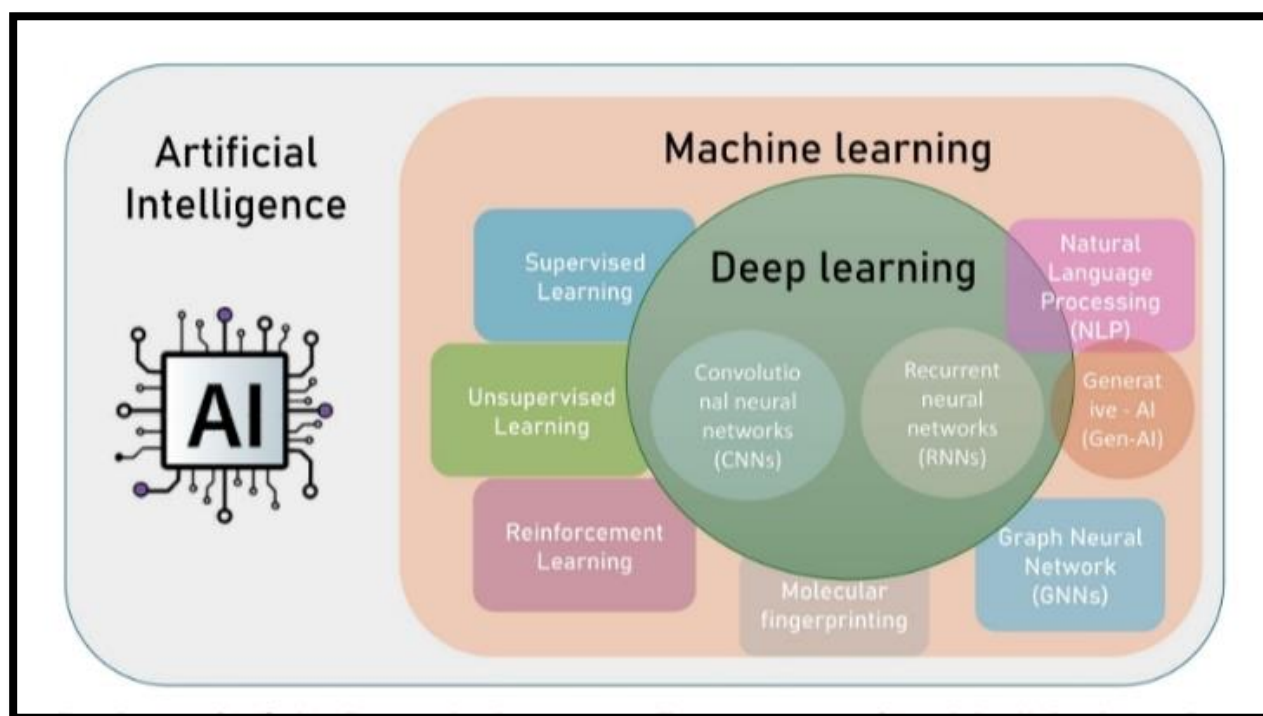 Artificial
Intelligence
AI
Machine learning
Deep learning
Supervised
Learning
Unsupervised
Learning
Reinforcement
Learning
Convolutio
nal neural
networks
(CNNs)
Recurrent
neural
networks
(RNNs)
Natural
Language
Processing
(NLP)
Generat
ive - AI
(Gen-AI)
Graph Neural
Network
(GNNs)
Molecular
fingerprinting